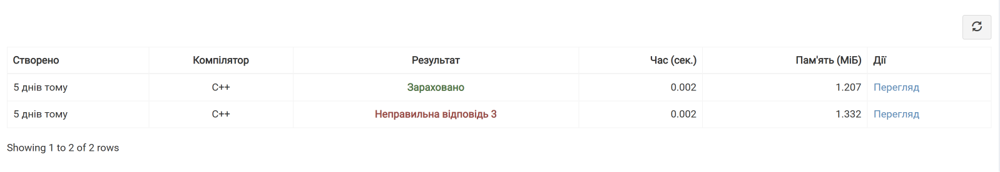 Створено Компілятор Результат Час (сек.) Пам'ять (МіБ) Дії
5 днів тому C++ Зараховано 0.002 1.207 Перегляд
5 днів тому C++ Неправильна відповідь 3 0.002 1.332 Перегляд
Showing 1 to 2 of 2 rows